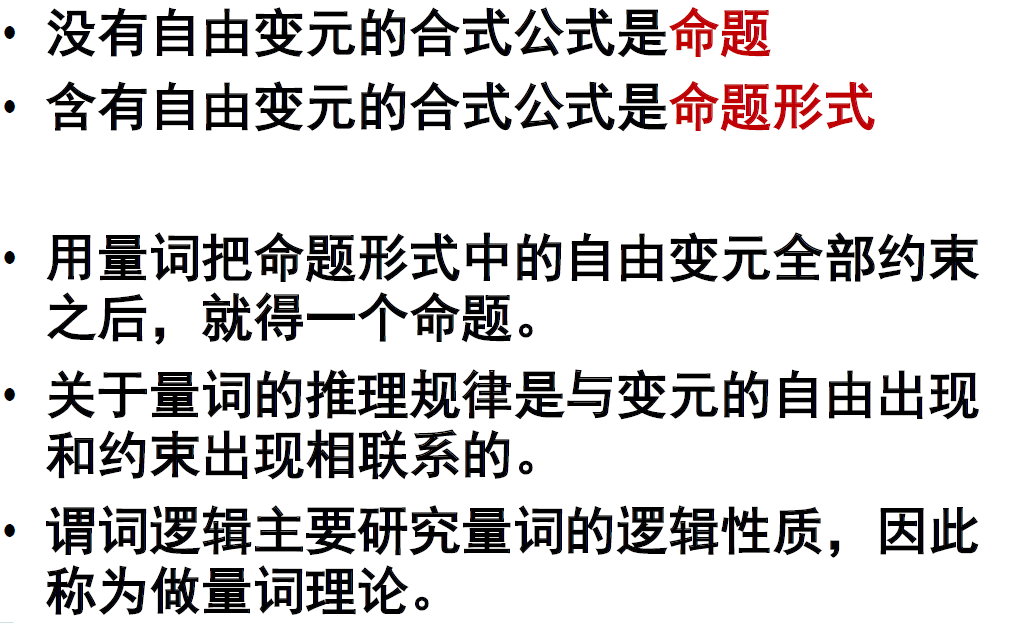 • 没有自由变元的合式公式是命题
• 含有自由变元的合式公式是命题形式
• 用量词把命题形式中的自由变元全部约束
之后，就得一个命题。
• 关于量词的推理规律是与变元的自由出现
和约束出现相联系的。
• 谓词逻辑主要研究量词的逻辑性质，因此
称为做量词理论。